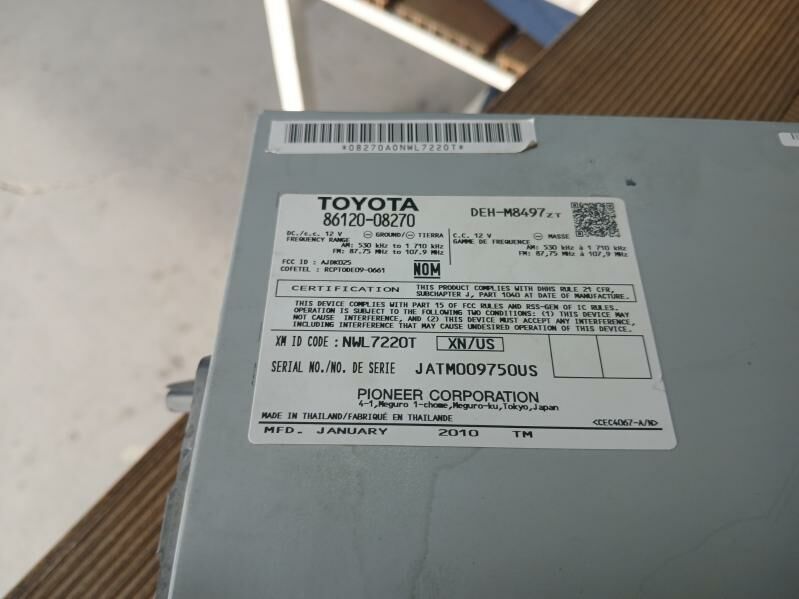 *08270A0NWL7220T*
TOYOTA
86120-08270
DEH-M8497ZT
DC./c.c. 12 V ⊖ GROUND/⊖ TIERRA
FREQUENCY RANGE
AM: 530 kHz to 1 710 kHz
FM: 87.75 MHz to 107.9 MHz
C.C. 12 V ⊖ MASSE
GAMME DE FREQUENCE
AM: 530 kHz à 1 710 kHz
FM: 87,75 MHz à 107,9 MHz
FCC ID : AJDK025
COFETEL : RCPTODE09-0661
NOM
CERTIFICATION
THIS PRODUCT COMPLIES WITH DHHS RULE 21 CFR,
SUBCHAPTER J, PART 1040 AT DATE OF MANUFACTURE.
THIS DEVICE COMPLIES WITH PART 15 OF FCC RULES AND RSS-GEN OF IC RULES.
OPERATION IS SUBJECT TO THE FOLLOWING TWO CONDITIONS: (1) THIS DEVICE MAY
NOT CAUSE INTERFERENCE, AND (2) THIS DEVICE MUST ACCEPT ANY INTERFERENCE,
INCLUDING INTERFERENCE THAT MAY CAUSE UNDESIRED OPERATION OF THIS DEVICE.
XM ID CODE : NWL7220T XN/US
SERIAL NO./NO. DE SERIE JATM009750US
PIONEER CORPORATION
4-1, Meguro 1-chome, Meguro-ku, Tokyo, Japan
MADE IN THAILAND/FABRIQUÉ EN THAILANDE
<CEC4067-A/N>
MFD. JANUARY 2010 TM